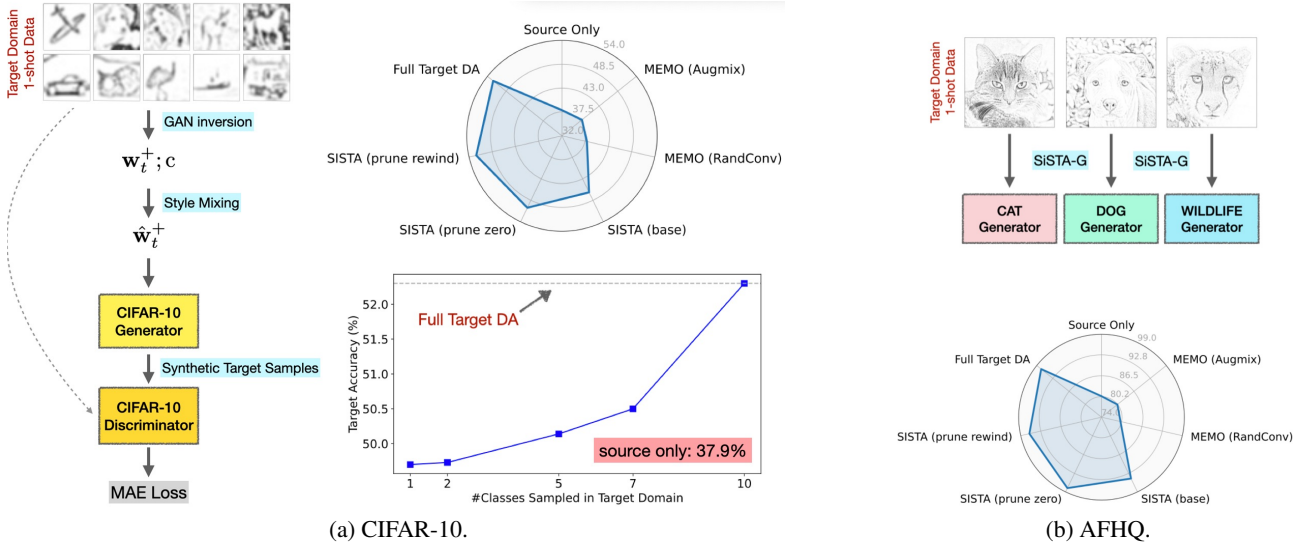 Target Domain
1-shot Data
GAN inversion
w_t^+; c
Style Mixing
ŵ_t^+
CIFAR-10
Generator
Synthetic Target Samples
CIFAR-10
Discriminator
MAE Loss
Source Only
54.0
48.5
43.0
37.5
32.0
Full Target DA
MEMO (Augmix)
SISTA (prune rewind)
MEMO (RandConv)
SISTA (prune zero)
SISTA (base)
Target Accuracy (%)
52.0
51.5
51.0
50.5
50.0
Full Target DA
source only: 37.9%
1
2
5
7
10
#Classes Sampled in Target Domain
(a) CIFAR-10.
Target Domain
1-shot Data
SiSTA-G
SiSTA-G
CAT
Generator
DOG
Generator
WILDLIFE
Generator
Source Only
99.0
92.8
86.5
80.2
74.0
Full Target DA
MEMO (Augmix)
SISTA (prune rewind)
MEMO (RandConv)
SISTA (prune zero)
SISTA (base)
(b) AFHQ.